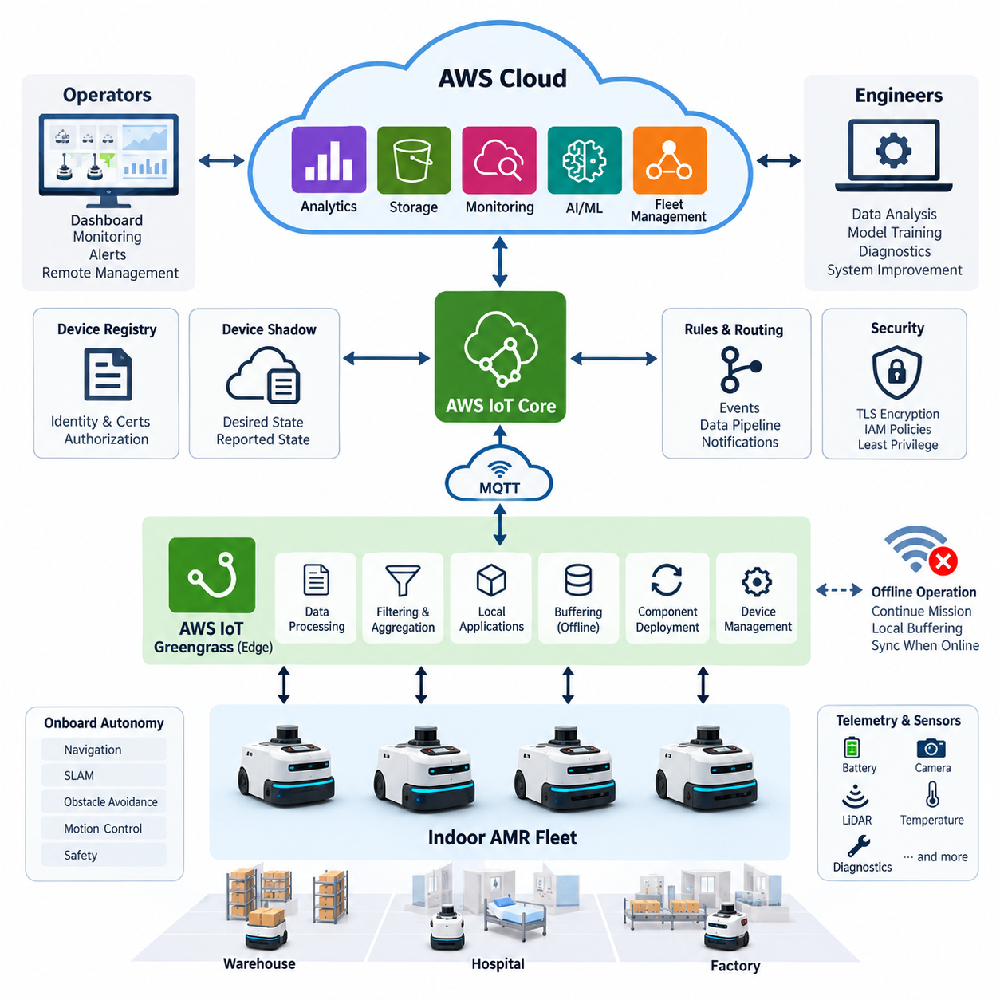 AWS Cloud
Operators
Dashboard
Monitoring
Alerts
Remote Management
Analytics
Storage
Monitoring
AI/ML
Fleet
Management
Engineers
Data Analysis
Model Training
Diagnostics
System Improvement
Device Registry
Identity & Certs
Authorization
Device Shadow
Desired State
Reported State
AWS IoT Core
Rules & Routing
Events
Data Pipeline
Notifications
Security
TLS Encryption
IAM Policies
Least Privilege
MQTT
AWS IoT
Greengrass (Edge)
Data
Processing
Filtering &
Aggregation
Local
Applications
Buffering
(Offline)
Component
Deployment
Device
Management
Offline Operation
Continue Mission
Local Buffering
Sync When Online
Onboard Autonomy
Navigation
SLAM
Obstacle Avoidance
Motion Control
Safety
Indoor AMR Fleet
Telemetry & Sensors
Battery
Camera
LiDAR
Temperature
Diagnostics
··· and more
Warehouse
Hospital
Factory